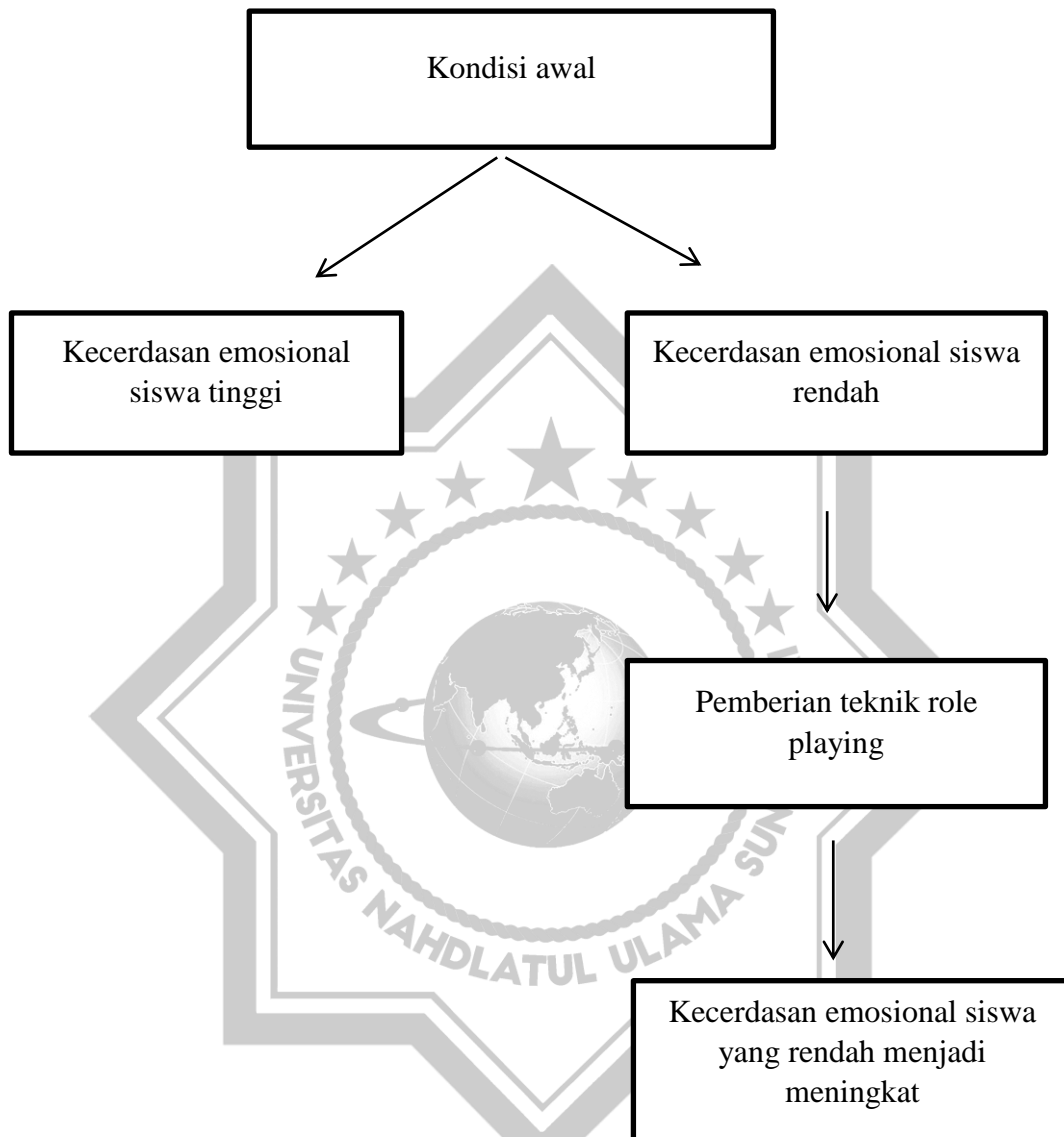 Kondisi awal
Kecerdasan emosional
siswa tinggi
Kecerdasan emosional siswa
rendah
Pemberian teknik role
playing
Kecerdasan emosional siswa
yang rendah menjadi
meningkat
UNIVERSITAS NAHDLATUL ULAMA SUN